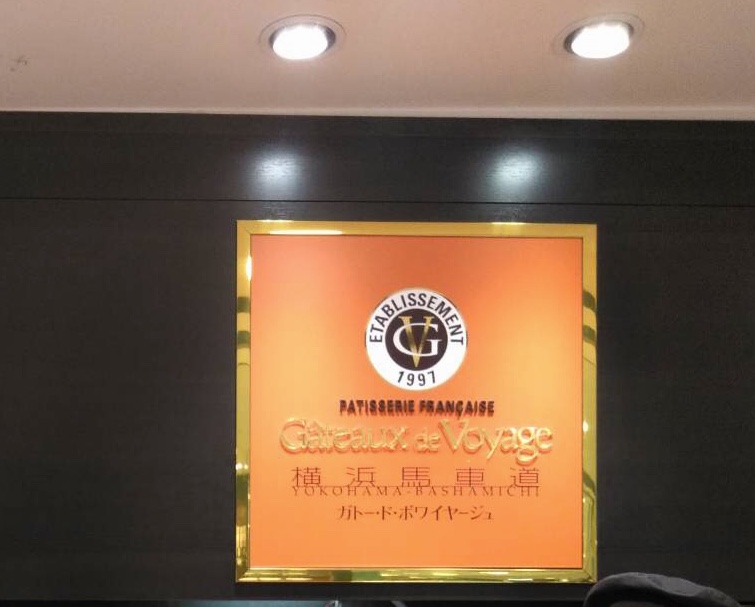 ETABLISSEMENT
GV
1997
PATISSERIE FRANÇAISE
Gâteaux de Voyage
横浜馬車道
YOKOHAMA-BASHAMICHI
ガトー・ド・ボワイヤージュ